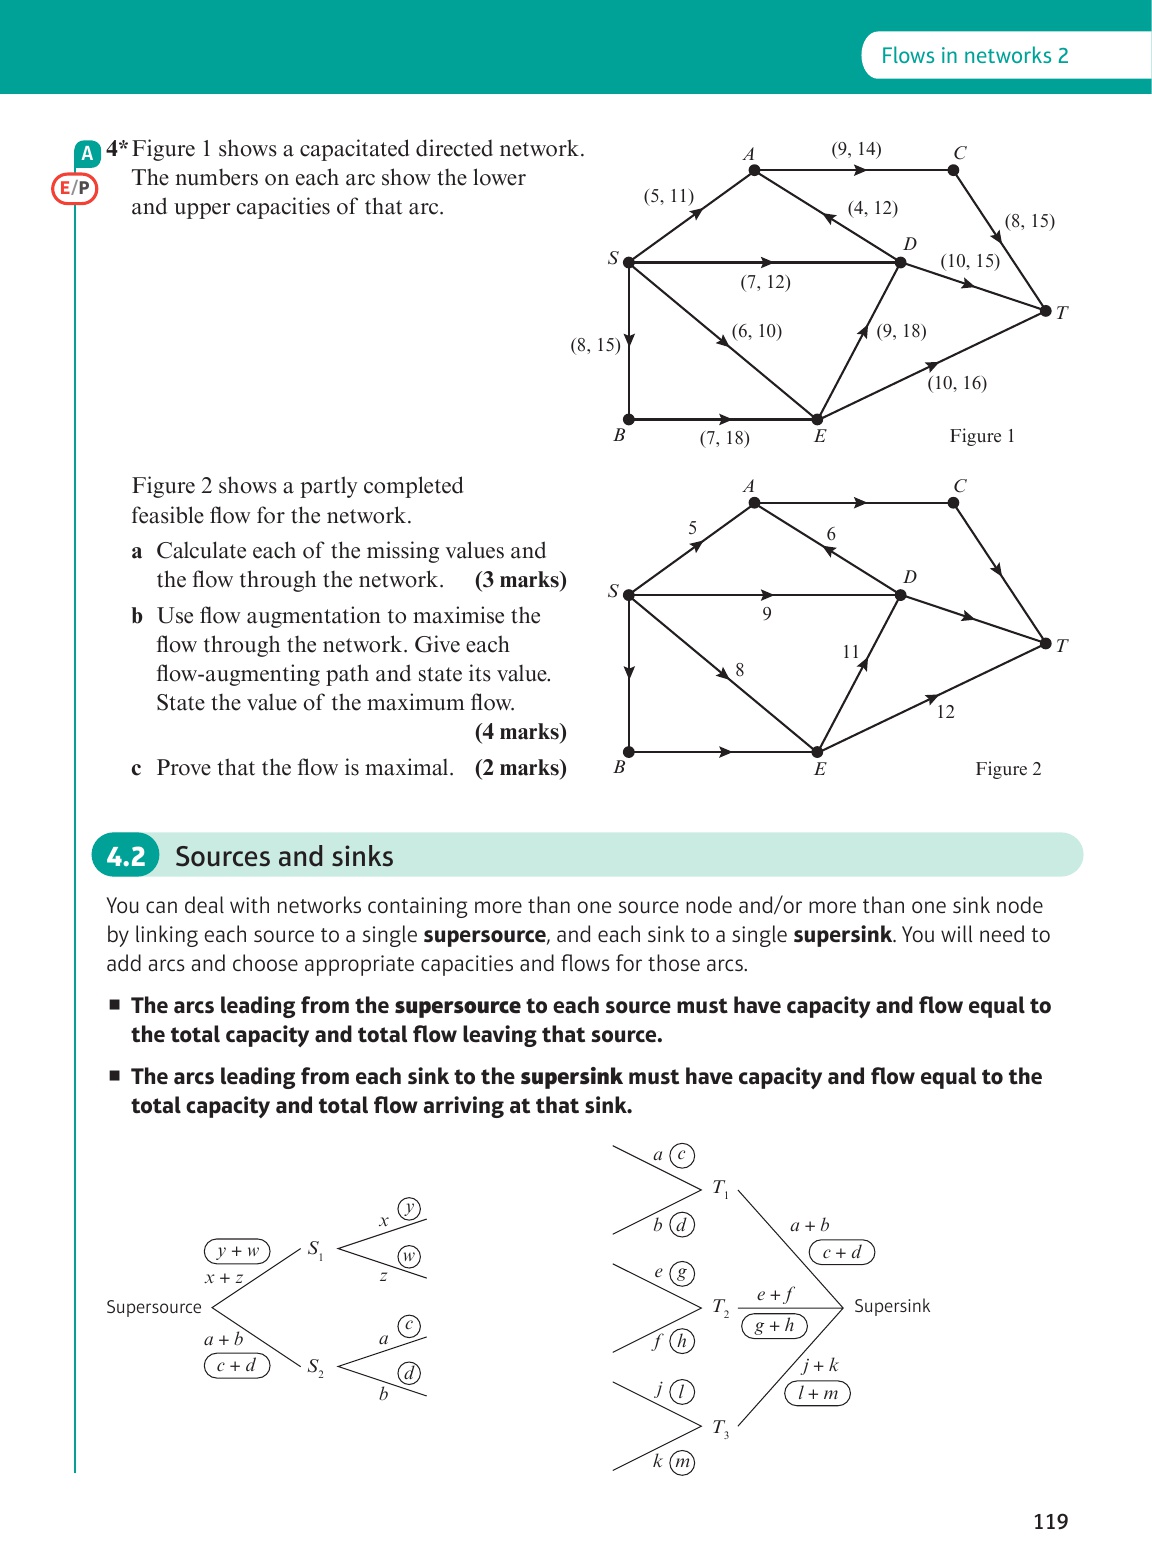 Flows in networks 2
A
E/P
4* Figure 1 shows a capacitated directed network.
The numbers on each arc show the lower
and upper capacities of that arc.
A
(9, 14)
C
(5, 11)
(4, 12)
(8, 15)
D
S
(10, 15)
(7, 12)
T
(6, 10)
(9, 18)
(8, 15)
(10, 16)
B
(7, 18)
E
Figure 1
Figure 2 shows a partly completed
feasible flow for the network.
a Calculate each of the missing values and
the flow through the network. (3 marks)
b Use flow augmentation to maximise the
flow through the network. Give each
flow-augmenting path and state its value.
State the value of the maximum flow.
(4 marks)
c Prove that the flow is maximal. (2 marks)
A
C
5
6
D
S
9
T
11
8
12
B
E
Figure 2
4.2 Sources and sinks
You can deal with networks containing more than one source node and/or more than one sink node
by linking each source to a single supersource, and each sink to a single supersink. You will need to
add arcs and choose appropriate capacities and flows for those arcs.
■ The arcs leading from the supersource to each source must have capacity and flow equal to
the total capacity and total flow leaving that source.
■ The arcs leading from each sink to the supersink must have capacity and flow equal to the
total capacity and total flow arriving at that sink.
y
x
y + w
S1
w
x + z
z
Supersource
c
a + b
a
c + d
S2
d
b
a c
T1
b d
a + b
c + d
e g
e + f
T2
Supersink
g + h
f h
j + k
j l
l + m
T3
k m
119